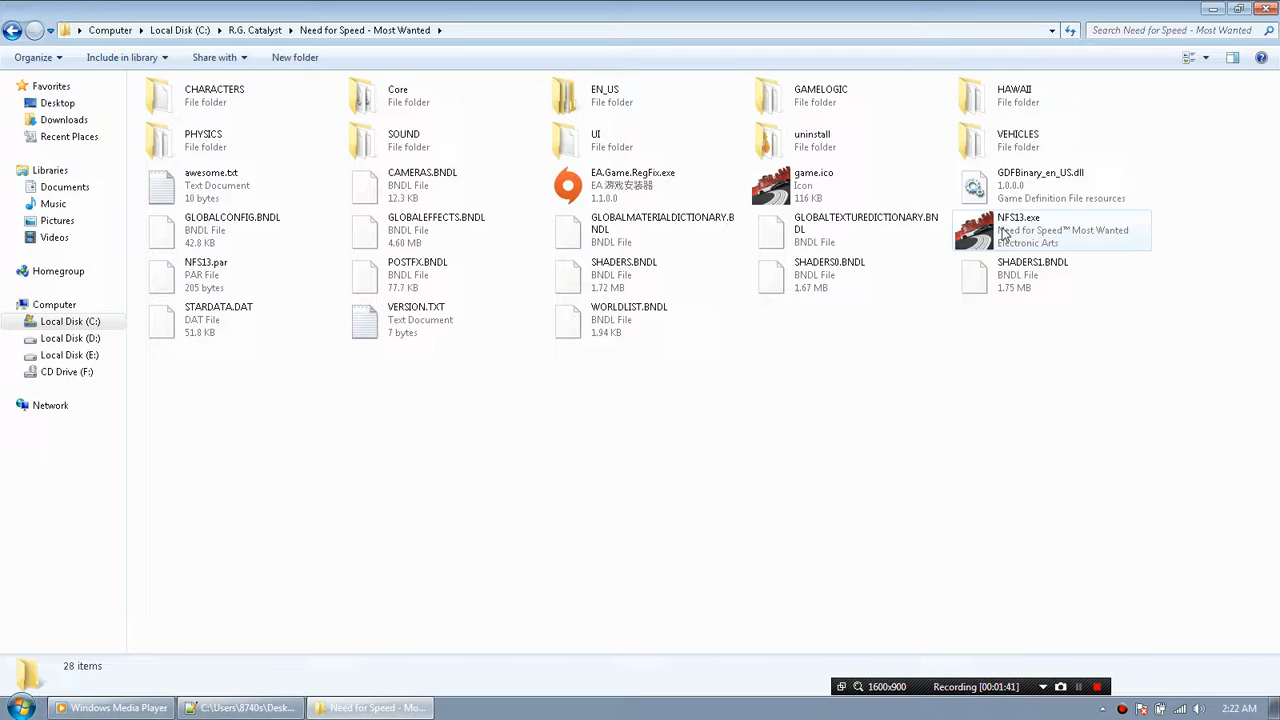 Computer Local Disk (C:) R.G. Catalyst Need for Speed - Most Wanted
Search Need for Speed - Most Wanted
Organize Include in library Share with New folder
Favorites
Desktop
Downloads
Recent Places
Libraries
Documents
Music
Pictures
Videos
Homegroup
Computer
Local Disk (C:)
Local Disk (D:)
Local Disk (E:)
CD Drive (F:)
Network
CHARACTERS
File folder
Core
File folder
EN_US
File folder
GAMELOGIC
File folder
HAWAII
File folder
PHYSICS
File folder
SOUND
File folder
UI
File folder
uninstall
File folder
VEHICLES
File folder
awesome.txt
Text Document
10 bytes
CAMERAS.BNDL
BNDL File
12.3 KB
EA.Game.RegFix.exe
EA 游戏安装器
1.1.0.0
game.ico
Icon
116 KB
GDFBinary_en_US.dll
1.0.0.0
Game Definition File resources
GLOBALCONFIG.BNDL
BNDL File
42.8 KB
GLOBALEFFECTS.BNDL
BNDL File
4.60 MB
GLOBALMATERIALDICTIONARY.B
NDL
BNDL File
GLOBALTEXTUREDICTIONARY.BN
DL
BNDL File
NFS13.exe
Need for Speed™ Most Wanted
Electronic Arts
NFS13.par
PAR File
205 bytes
POSTFX.BNDL
BNDL File
77.7 KB
SHADERS.BNDL
BNDL File
1.72 MB
SHADERS0.BNDL
BNDL File
1.67 MB
SHADERS1.BNDL
BNDL File
1.75 MB
STARDATA.DAT
DAT File
51.8 KB
VERSION.TXT
Text Document
7 bytes
WORLDLIST.BNDL
BNDL File
1.94 KB
28 items
1600x900 Recording [00:01:41]
Windows Media Player
C:\Users\8740s\Desk...
Need for Speed - Mo...
2:22 AM